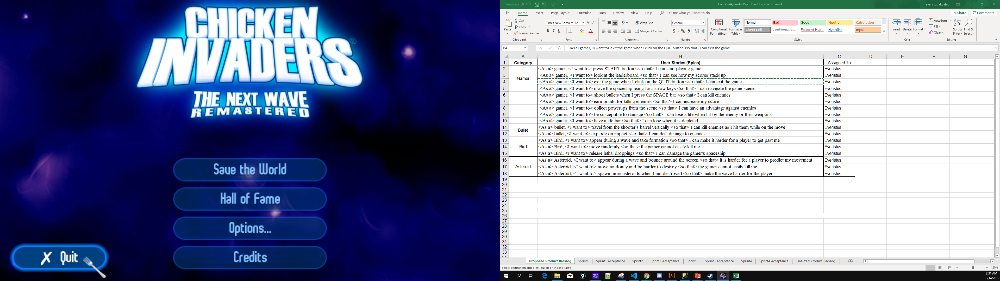 CHICKEN
INVADERS®
THE NEXT WAVE
REMASTERED
Save the World
Hall of Fame
Options...
Credits
X Quit
AutoSave Off
EveristusA_ProductSprintBacklog.xlsx - Saved
everistus akpabio
File Home Insert Page Layout Formulas Data Review View Help Tell me what you want to do
Share Comments
Paste
Cut
Copy
Format Painter
Clipboard
Times New Roma 12
B I U
Font
Wrap Text
Merge & Center
Alignment
General
$ % ,
Number
Conditional Formatting
Format as Table
Normal Bad Good Neutral Calculation
Check Cell Explanatory ... Followed Hyp... Hyperlink Input
Styles
Insert Delete Format
Cells
AutoSum
Fill
Clear
Sort & Filter
Find & Select
Editing
B4 fx <As a> gamer, <I want to> exit the game when I click on the QUIT button <so that> I can exit the game
A B C D E F G
1 Category User Stories (Epics) Assigned To
2 <As a> gamer, <I want to> press START button <so that> I can start playing game Everistus
3 <As a> gamer, <I want to> look at the leaderboard <so that> I can see how my scores stack up Everistus
Gamer
4 <As a> gamer, <I want to> exit the game when I click on the QUIT button <so that> I can exit the game Everistus
5 <As a> gamer, <I want to> move the spaceship using four arrow keys <so that> I can navigate the game scene Everistus
6 <As a> gamer, <I want to> shoot bullets when I press the SPACE bar <so that> I can kill enemies Everistus
7 <As a> gamer, <I want to> earn points for killing enemies <so that> I can increase my score Everistus
8 <As a> gamer, <I want to> collect powerups from the scene <so that> I can have an advantage against enemies Everistus
9 <As a> gamer, <I want to> be susceptible to damage <so that> I can lose a life when hit by the enemy or their weapons Everistus
10 <As a> gamer, <I want to> have a life bar <so that> I can lose when it is depleted Everistus
11 <As a> bullet, <I want to> travel from the shooter's barrel vertically <so that> I can kill enemies as I hit them while on the move Everistus
Bullet
12 <As a> bullet, <I want to> explode on impact <so that> I can deal damage to enemies. Everistus
13 <As a> Bird, <I want to> appear during a wave and take formation <so that> I can make it harder for a player to get past me Everistus
14 Bird <As a> Bird, <I want to> move randomly <so that> the gamer cannot easily kill me Everistus
15 <As a> Bird, <I want to> release lethal droppings <so that> I can damage the gamer's spaceship Everistus
16 <As a> Asteroid, <I want to> appear during a wave and bounce around the screen <so that> it is harder for a player to predict my movement Everistus
17 Asteroid <As a> Asteroid, <I want to> move randomly and be harder to destroy <so that> the gamer cannot easily kill me Everistus
18 <As a> Asteroid, <I want to> spawn more asteroids when I am destroyed <so that> make the wave harder for the player Everistus
19
20
21
22
23
24
25
26
27
28
29
30
31
32
33
34
Proposed Product Backlog Sprint1 Sprint1 Acceptance Sprint2 Sprint2 Acceptance Sprint3 Sprint3 Acceptance Sprint4 Sprint4 Acceptance Finalized Product Backlog
Select destination and press ENTER or choose Paste
120%
2:31 AM
10/14/2019